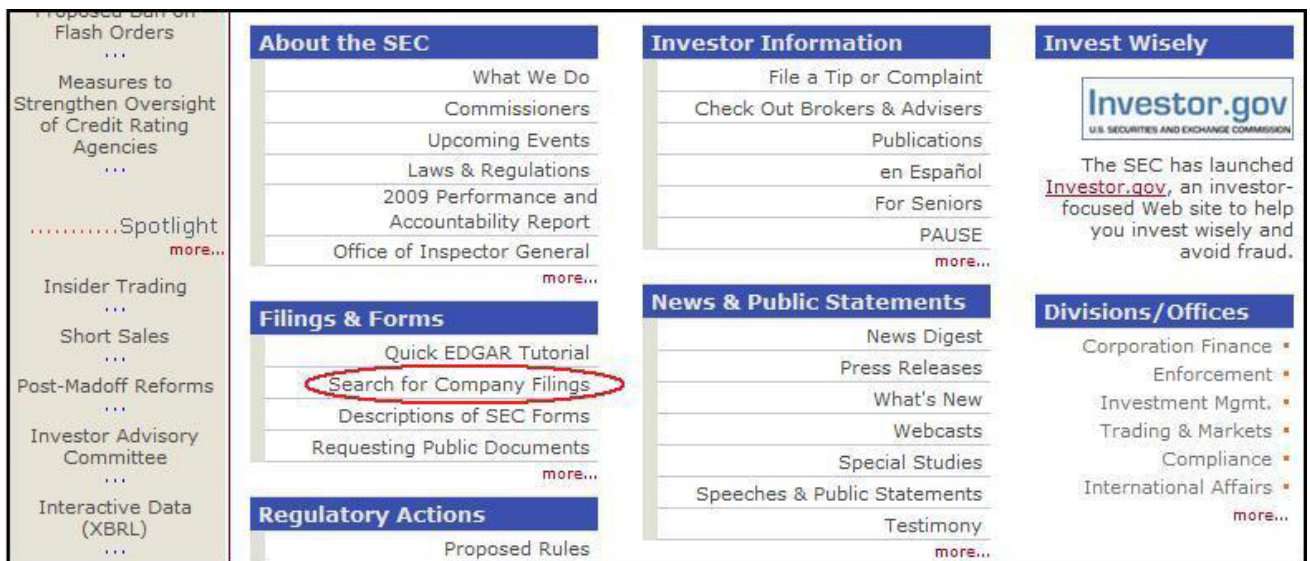 Proposed Ban on
Flash Orders
...
Measures to
Strengthen Oversight
of Credit Rating
Agencies
...
...........Spotlight
more...
Insider Trading
...
Short Sales
...
Post-Madoff Reforms
...
Investor Advisory
Committee
...
Interactive Data
(XBRL)
...
About the SEC
What We Do
Commissioners
Upcoming Events
Laws & Regulations
2009 Performance and
Accountability Report
Office of Inspector General
more...
Filings & Forms
Quick EDGAR Tutorial
Search for Company Filings
Descriptions of SEC Forms
Requesting Public Documents
more...
Regulatory Actions
Proposed Rules
Investor Information
File a Tip or Complaint
Check Out Brokers & Advisers
Publications
en Español
For Seniors
PAUSE
more...
News & Public Statements
News Digest
Press Releases
What's New
Webcasts
Special Studies
Speeches & Public Statements
Testimony
more...
Invest Wisely
Investor.gov
U.S. SECURITIES AND EXCHANGE COMMISSION
The SEC has launched
Investor.gov, an investor-
focused Web site to help
you invest wisely and
avoid fraud.
Divisions/Offices
Corporation Finance
Enforcement
Investment Mgmt.
Trading & Markets
Compliance
International Affairs
more...